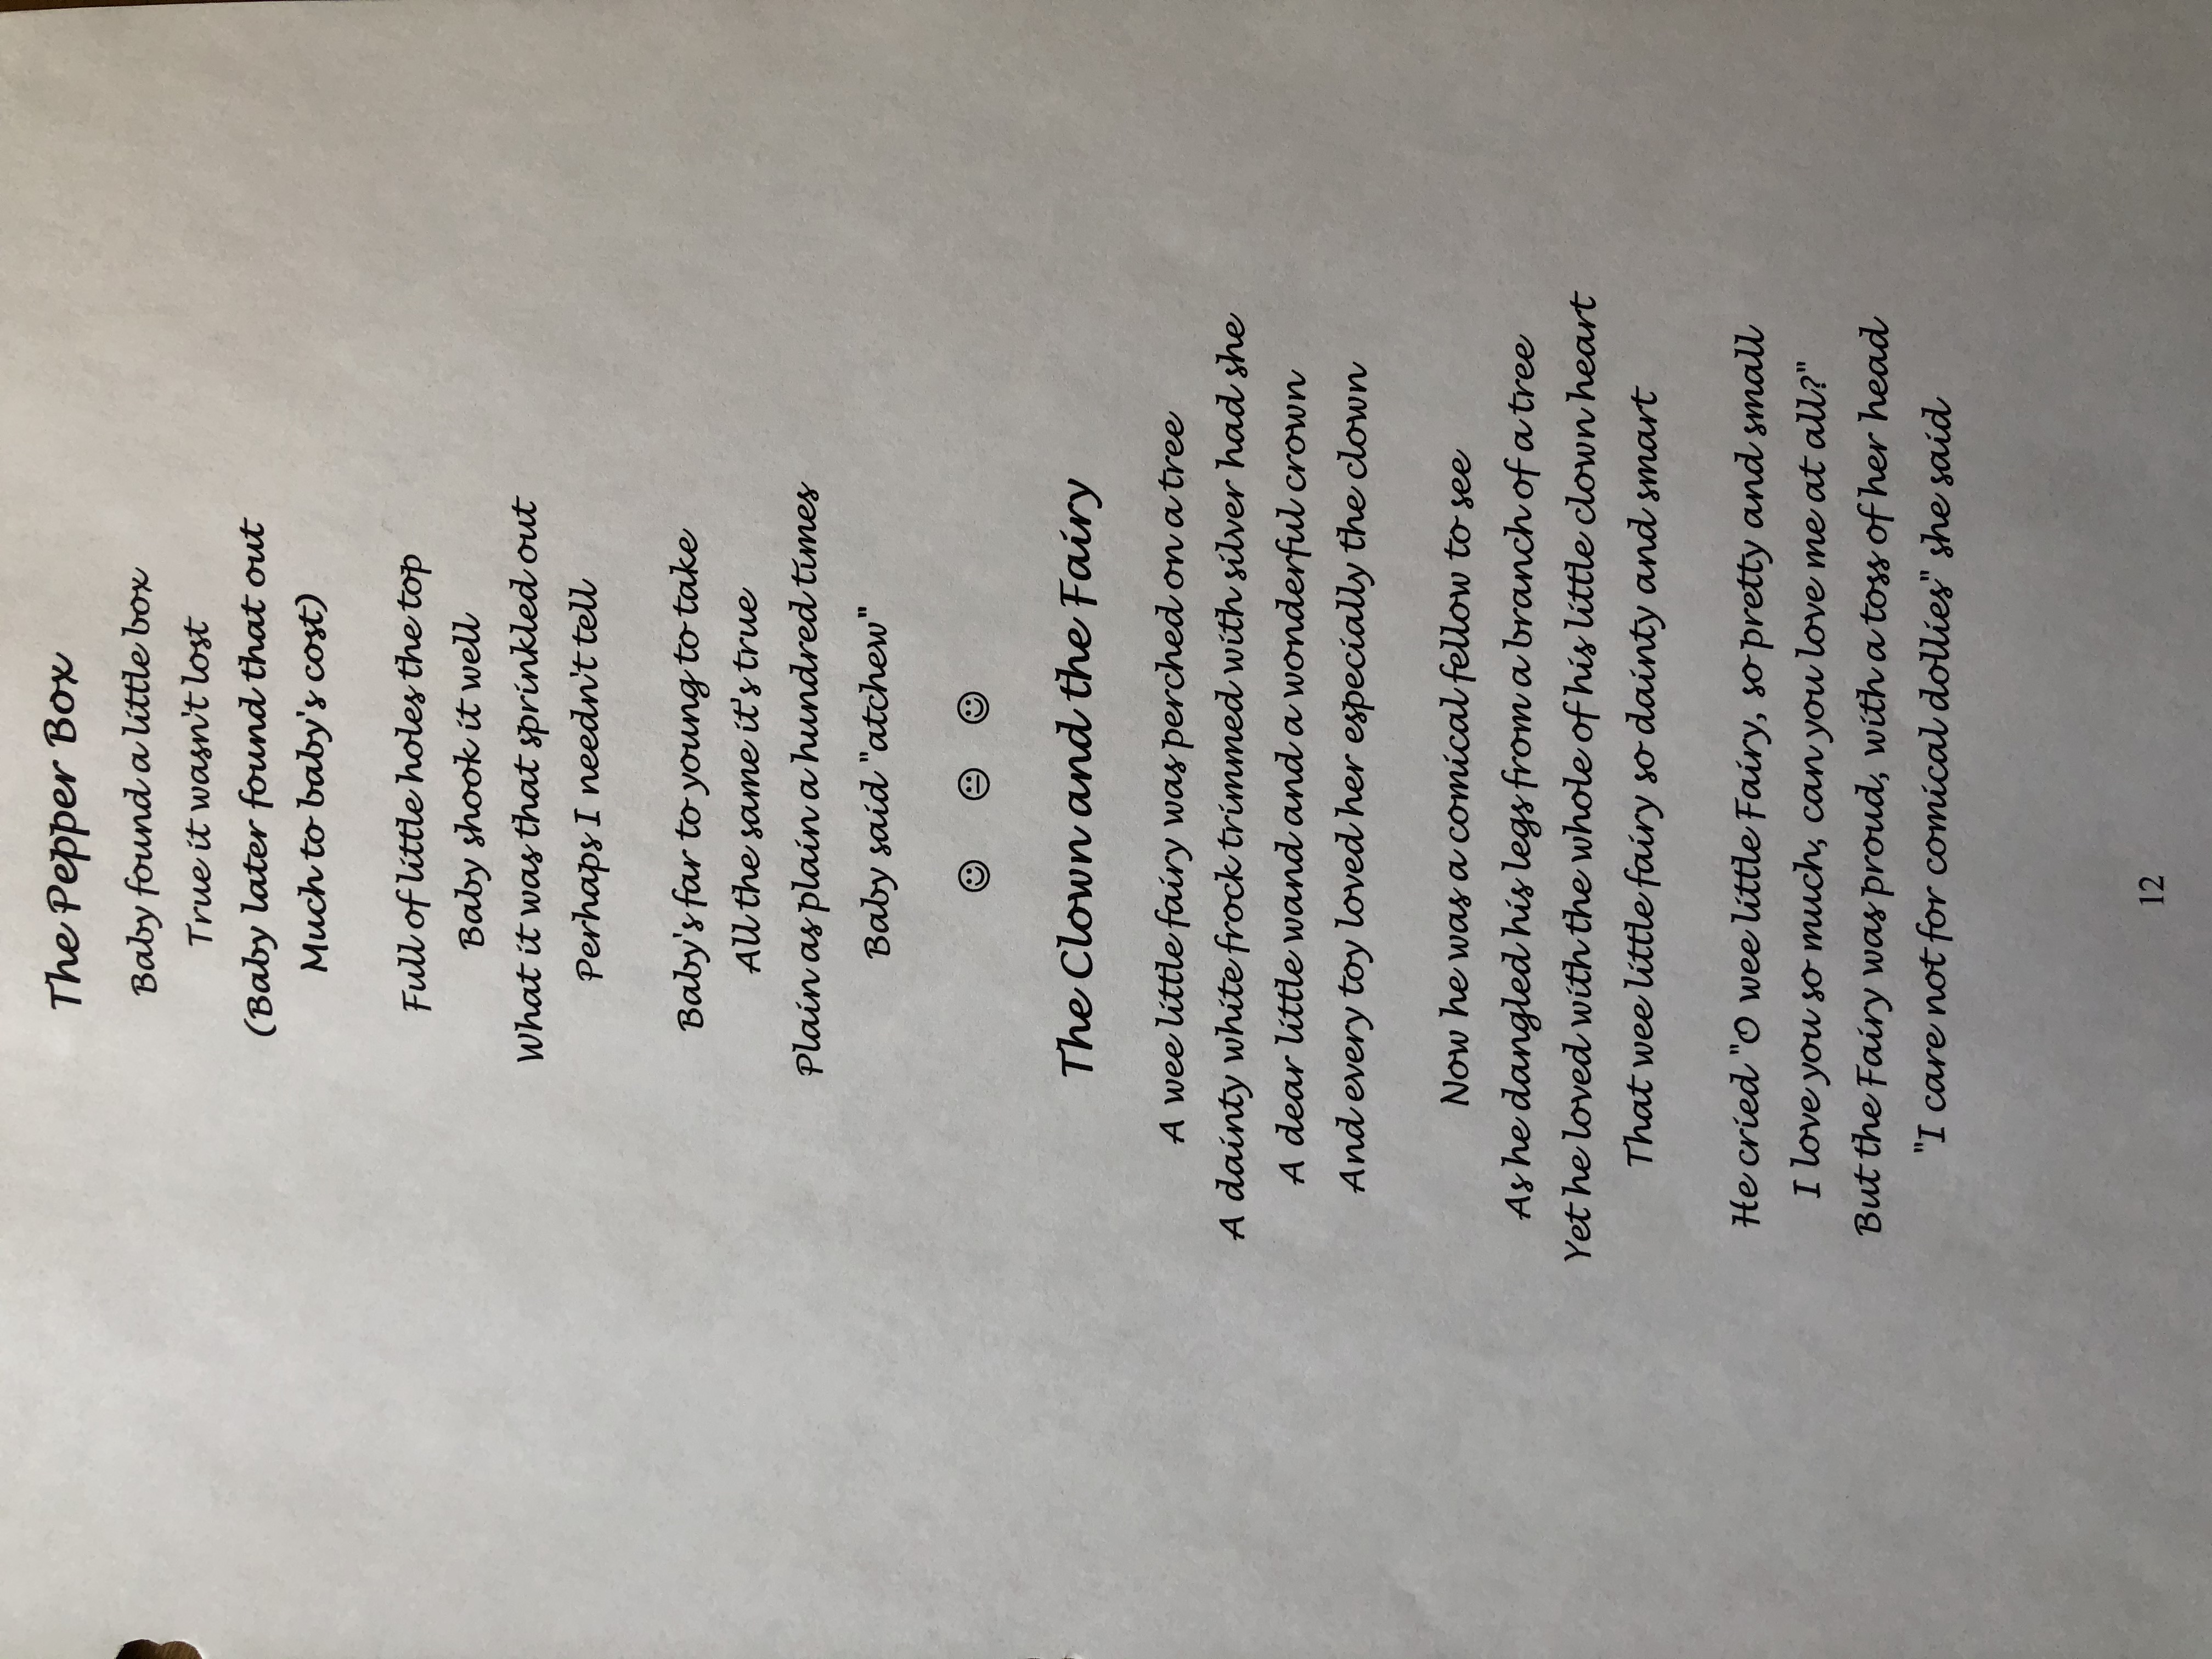 The Pepper Box
Baby found a little box
True it wasn't lost
(Baby later found that out
Much to baby's cost)
Full of little holes the top
Baby shook it well
What it was that sprinkled out
Perhaps I needn't tell
Baby's far to young to take
All the same it's true
Plain as plain a hundred times
Baby said "atchew"
☺ 😐 ☺
The Clown and the Fairy
A wee little fairy was perched on a tree
A dainty white frock trimmed with silver had she
A dear little wand and a wonderful crown
And every toy loved her especially the clown
Now he was a comical fellow to see
As he dangled his legs from a branch of a tree
Yet he loved with the whole of his little clown heart
That wee little fairy so dainty and smart
He cried "O wee little Fairy, so pretty and small
I love you so much, can you love me at all?"
But the Fairy was proud, with a toss of her head
"I care not for comical dollies" she said
12